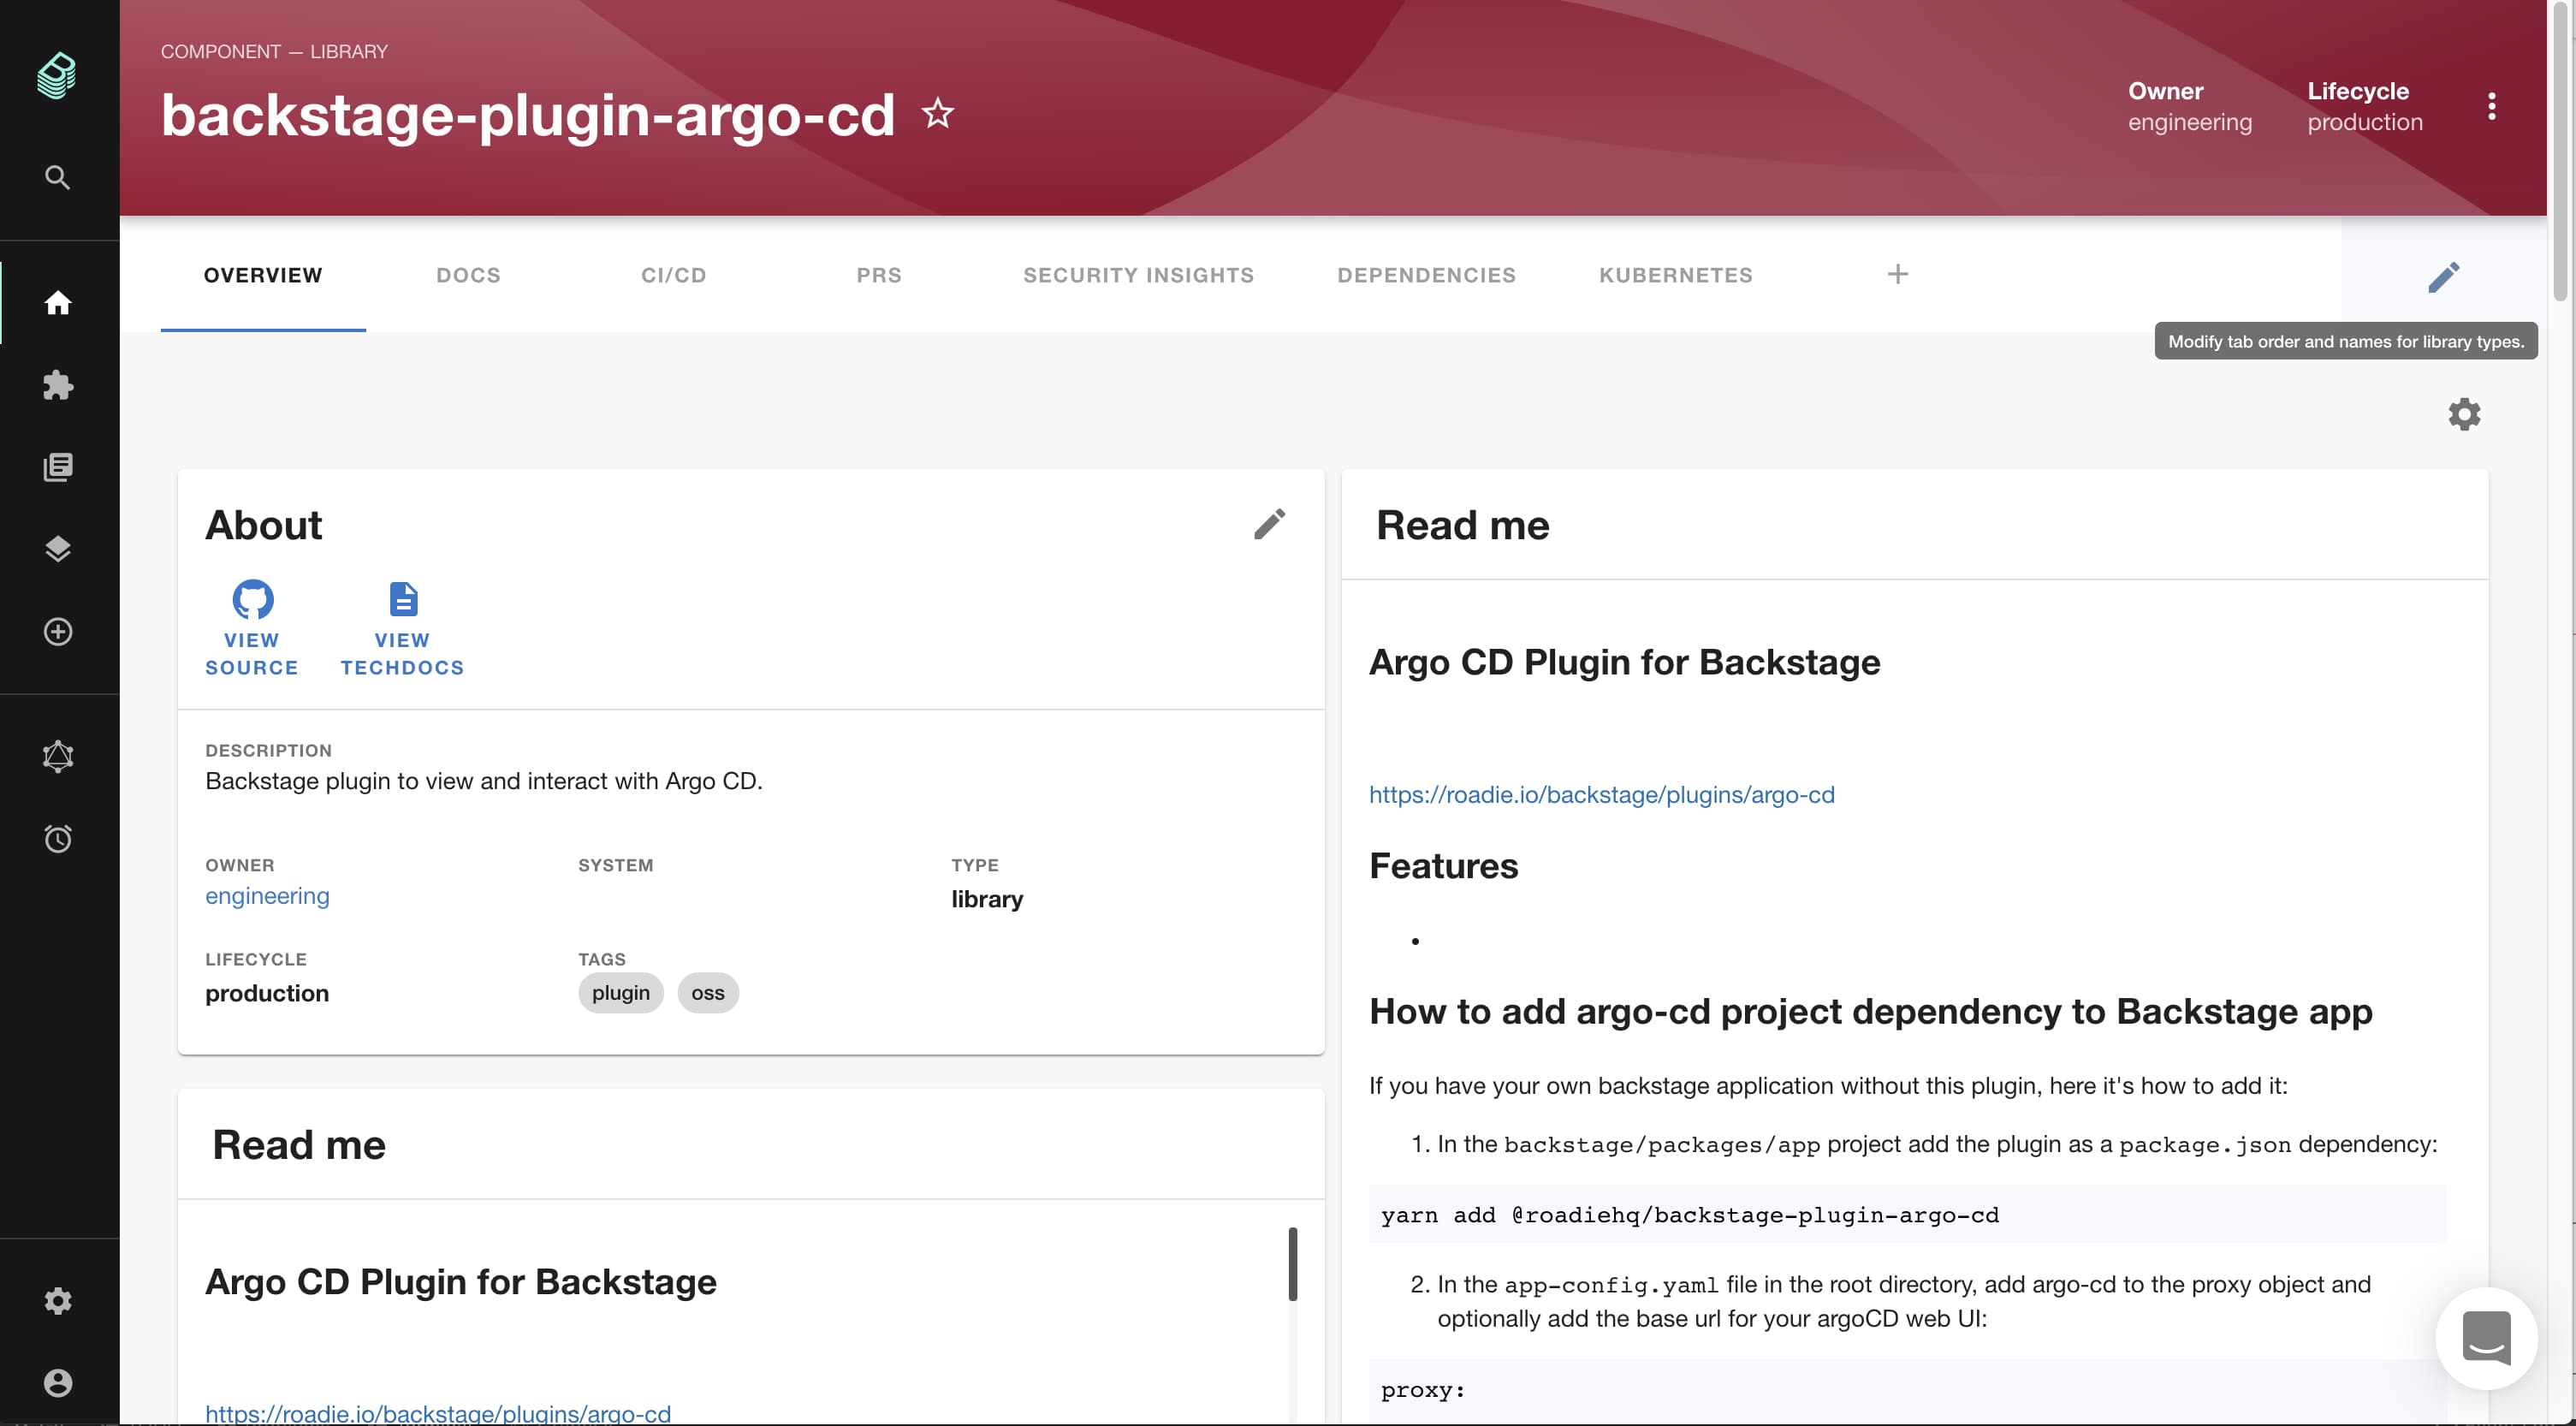 COMPONENT — LIBRARY
backstage-plugin-argo-cd
Owner
engineering
Lifecycle
production
OVERVIEW
DOCS
CI/CD
PRS
SECURITY INSIGHTS
DEPENDENCIES
KUBERNETES
Modify tab order and names for library types.
About
VIEW
SOURCE
VIEW
TECHDOCS
DESCRIPTION
Backstage plugin to view and interact with Argo CD.
OWNER
engineering
SYSTEM
TYPE
library
LIFECYCLE
production
TAGS
plugin
oss
Read me
Argo CD Plugin for Backstage
https://roadie.io/backstage/plugins/argo-cd
Read me
Argo CD Plugin for Backstage
https://roadie.io/backstage/plugins/argo-cd
Features
•
How to add argo-cd project dependency to Backstage app
If you have your own backstage application without this plugin, here it's how to add it:
1. In the backstage/packages/app project add the plugin as a package.json dependency:
yarn add @roadiehq/backstage-plugin-argo-cd
2. In the app-config.yaml file in the root directory, add argo-cd to the proxy object and
optionally add the base url for your argoCD web UI:
proxy: